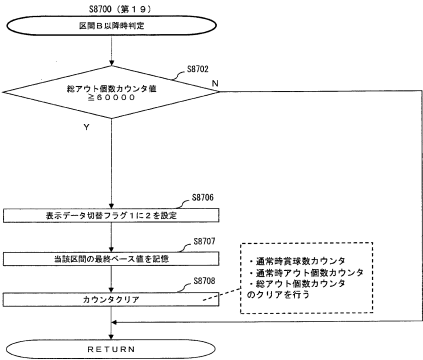 S8700（第１９）
区間Ｂ以降時判定
S8702
総アウト個数カウンタ値
≧６００００
N
Y
S8706
表示データ切替フラグ１に２を設定
S8707
当該区間の最終ベース値を記憶
S8708
カウンタクリア
・通常時賞球数カウンタ
・通常時アウト個数カウンタ
・総アウト個数カウンタ
のクリアを行う
ＲＥＴＵＲＮ